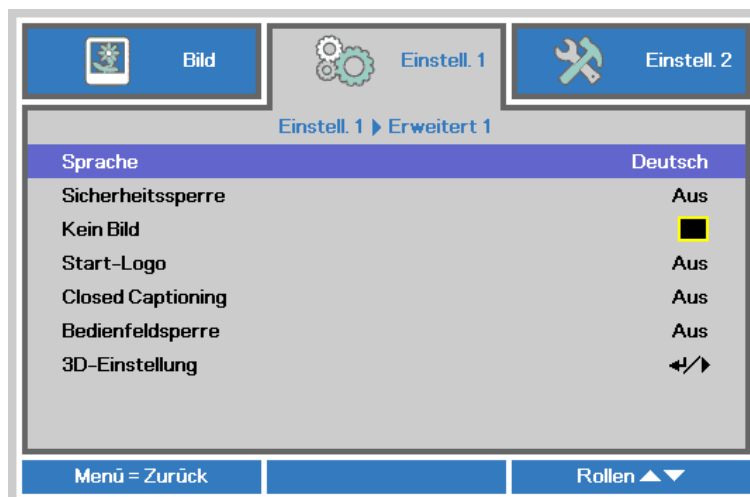 Bild
Einstell. 1
Einstell. 2
Einstell. 1 ▶ Erweitert 1
Sprache Deutsch
Sicherheitssperre Aus
Kein Bild
Start-Logo Aus
Closed Captioning Aus
Bedienfeldsperre Aus
3D-Einstellung ↵/▶
Menü = Zurück
Rollen ▲▼